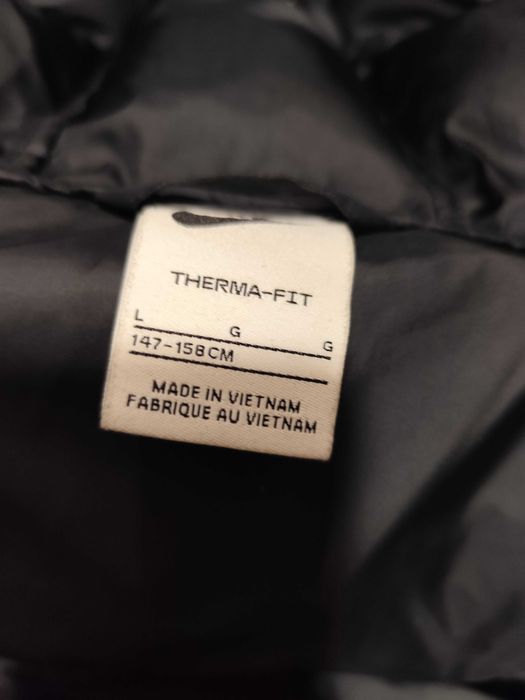 THERMA-FIT
L G G
147-158CM
MADE IN VIETNAM
FABRIQUE AU VIETNAM